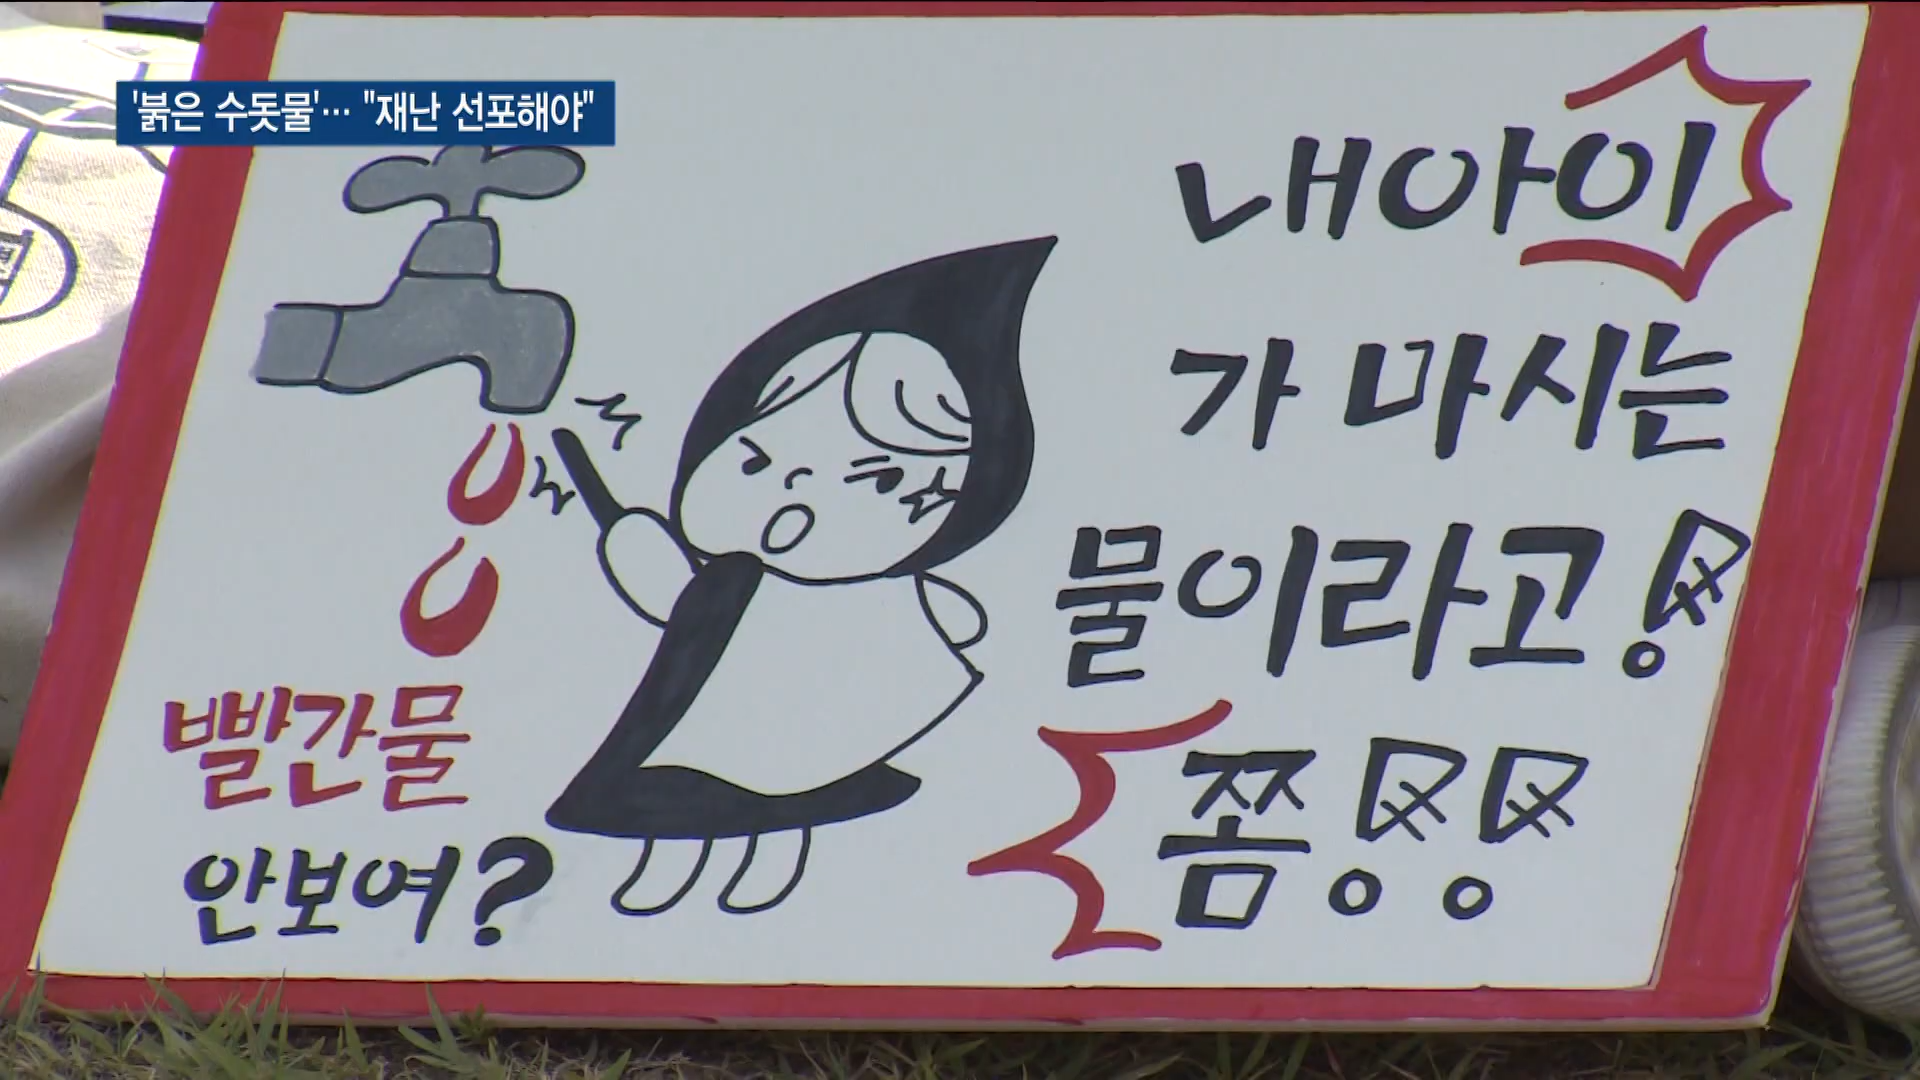 '붉은 수돗물'… "재난 선포해야"
내아이
가 마시는
물이라고!
쫌!!
빨간물
안보여?